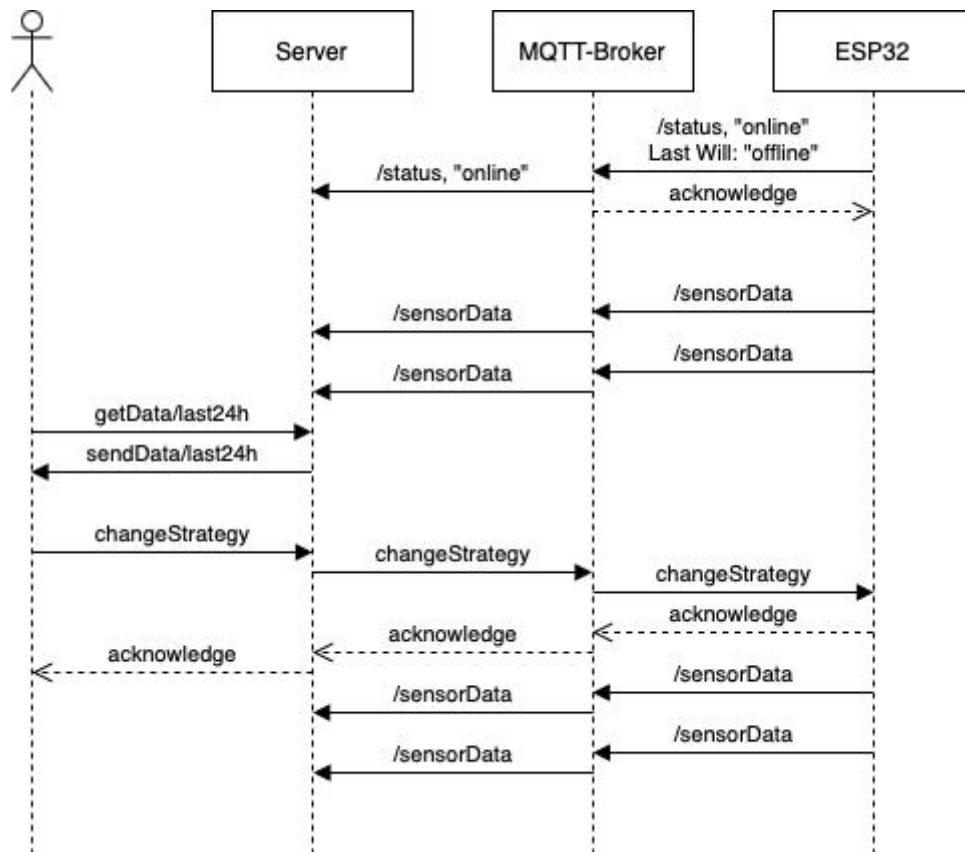 Server
MQTT-Broker
ESP32
/status, "online"
Last Will: "offline"
/status, "online"
acknowledge
/sensorData
/sensorData
/sensorData
/sensorData
getData/last24h
sendData/last24h
changeStrategy
changeStrategy
changeStrategy
acknowledge
acknowledge
acknowledge
/sensorData
/sensorData
/sensorData
/sensorData